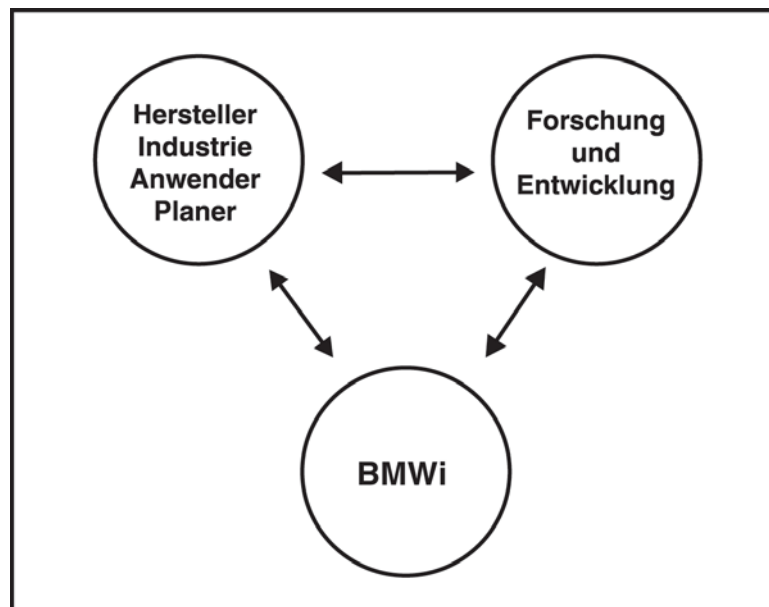 Hersteller
Industrie
Anwender
Planer
Forschung
und
Entwicklung
BMWi